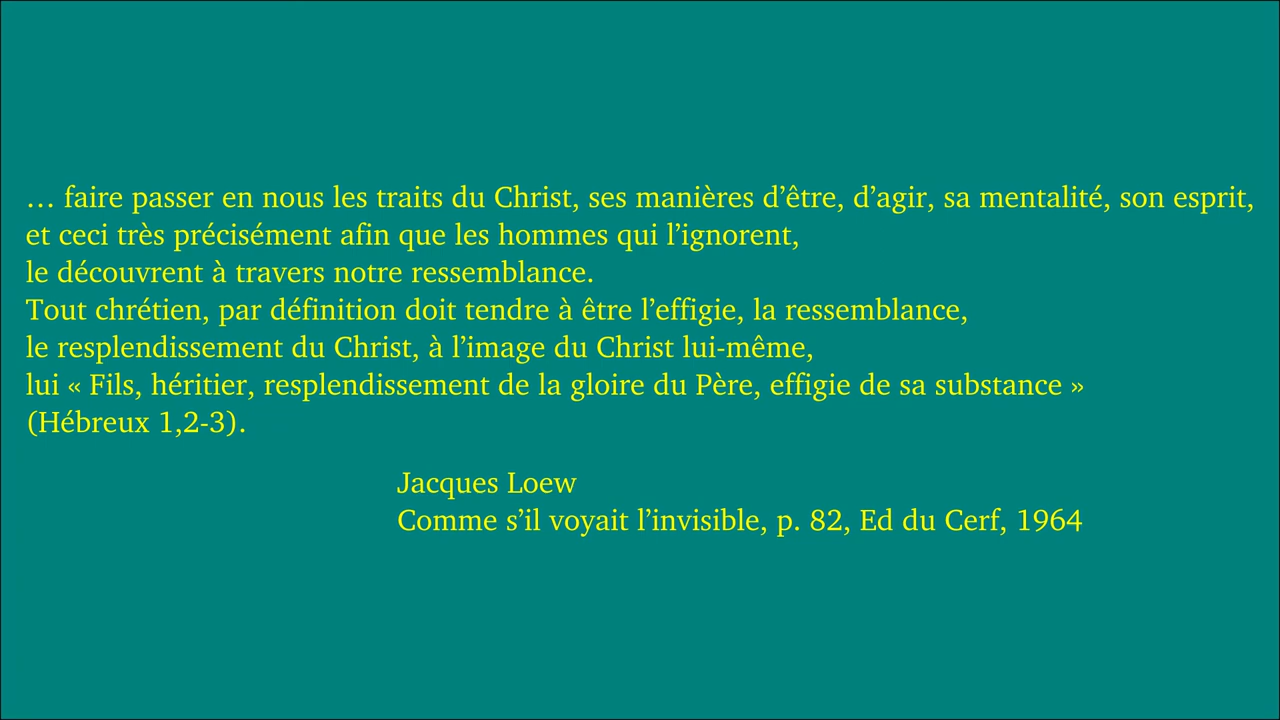 … faire passer en nous les traits du Christ, ses manières d’être, d’agir, sa mentalité, son esprit,
et ceci très précisément afin que les hommes qui l’ignorent,
le découvrent à travers notre ressemblance.
Tout chrétien, par définition doit tendre à être l’effigie, la ressemblance,
le resplendissement du Christ, à l’image du Christ lui-même,
lui « Fils, héritier, resplendissement de la gloire du Père, effigie de sa substance »
(Hébreux 1,2-3).
Jacques Loew
Comme s’il voyait l’invisible, p. 82, Ed du Cerf, 1964